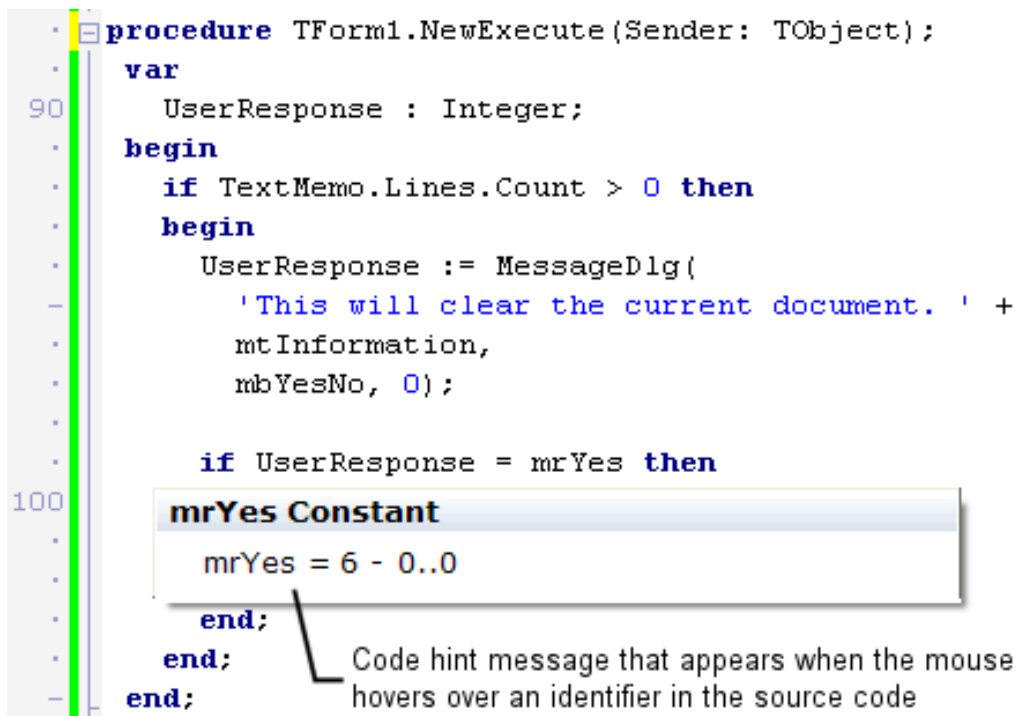 procedure TForm1.NewExecute(Sender: TObject);
var
90 UserResponse : Integer;
begin
if TextMemo.Lines.Count > 0 then
begin
UserResponse := MessageDlg(
'This will clear the current document. ' +
mtInformation,
mbYesNo, 0);
if UserResponse = mrYes then
100
mrYes Constant
mrYes = 6 - 0..0
end;
end;
Code hint message that appears when the mouse
hovers over an identifier in the source code
end;